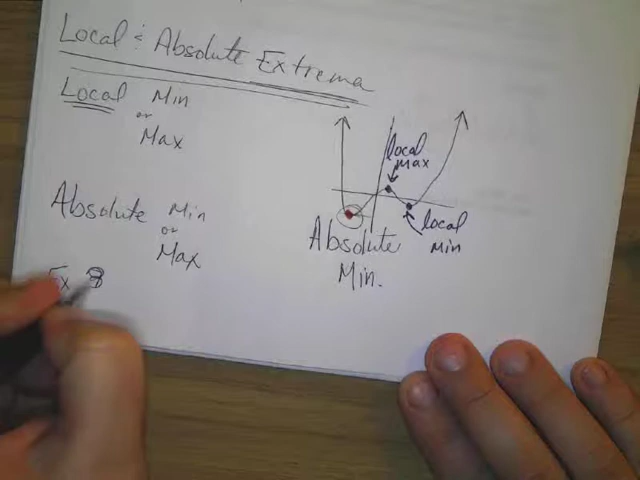 Local & Absolute Extrema
Local Min
or
Max
local
max
Absolute Min
or
Max
local
min
Absolute
Min.
Ex